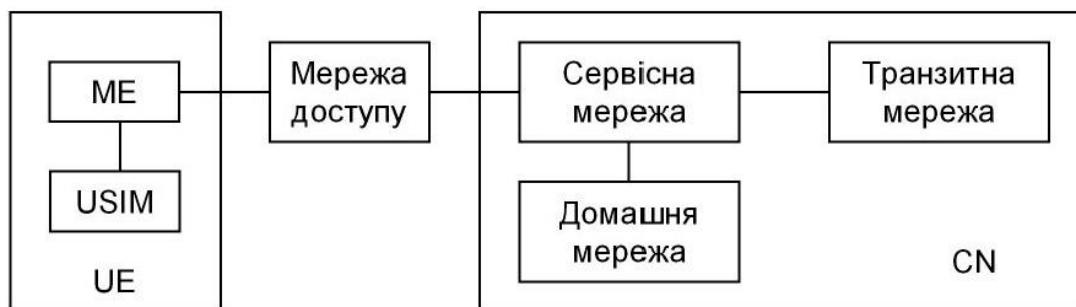 ME
USIM
UE
Мережа
доступу
Сервісна
мережа
Транзитна
мережа
Домашня
мережа
CN